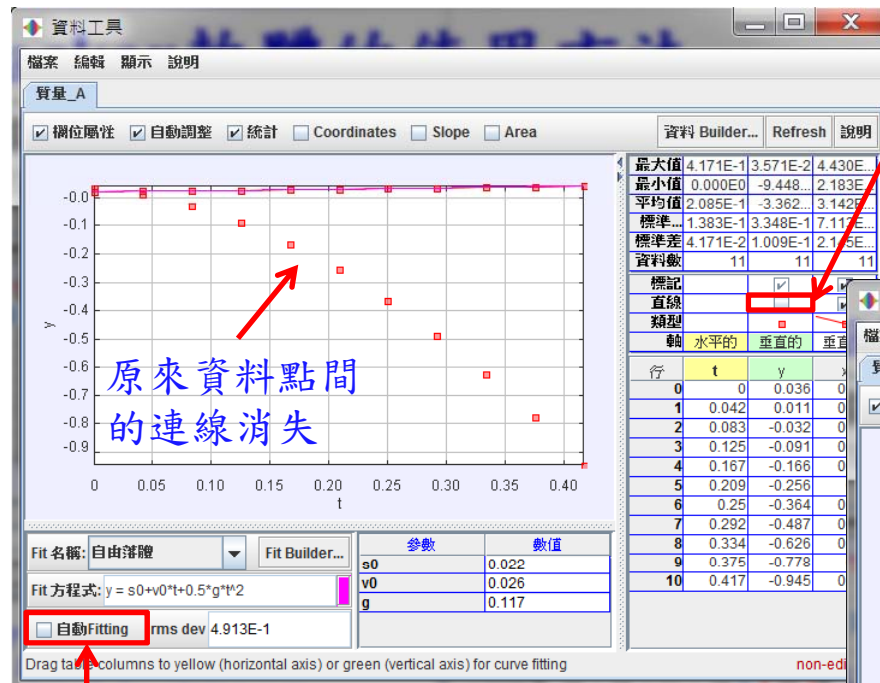 資料工具
檔案 編輯 顯示 說明
質量_A
欄位屬性 自動調整 統計 Coordinates Slope Area 資料 Builder... Refresh 說明
最大值 4.171E-1 3.571E-2 4.430E...
最小值 0.000E0 -9.448... 2.183E...
平均值 2.085E-1 -3.362... 3.142E...
標準... 1.383E-1 3.348E-1
標準差 4.171E-2 1.009E-1
資料數 11 11 11
標記
直線
類型
軸 水平的 垂直的
行 t y
0 0 0.036
1 0.042 0.011
2 0.083 -0.032
3 0.125 -0.091
4 0.167 -0.166
5 0.209 -0.256
6 0.25 -0.364
7 0.292 -0.487
8 0.334 -0.626
9 0.375 -0.778
10 0.417 -0.945
-0.0
-0.1
-0.2
-0.3
-0.4
-0.5
-0.6
-0.7
-0.8
-0.9
y
原來資料點間
的連線消失
0 0.05 0.10 0.15 0.20 0.25 0.30 0.35 0.40
t
Fit 名稱: 自由落體 Fit Builder...
Fit 方程式: y = s0+v0*t+0.5*g*t^2
自動Fitting rms dev 4.913E-1
參數 數值
s0 0.022
v0 0.026
g 0.117
Drag table columns to yellow (horizontal axis) or green (vertical axis) for curve fitting